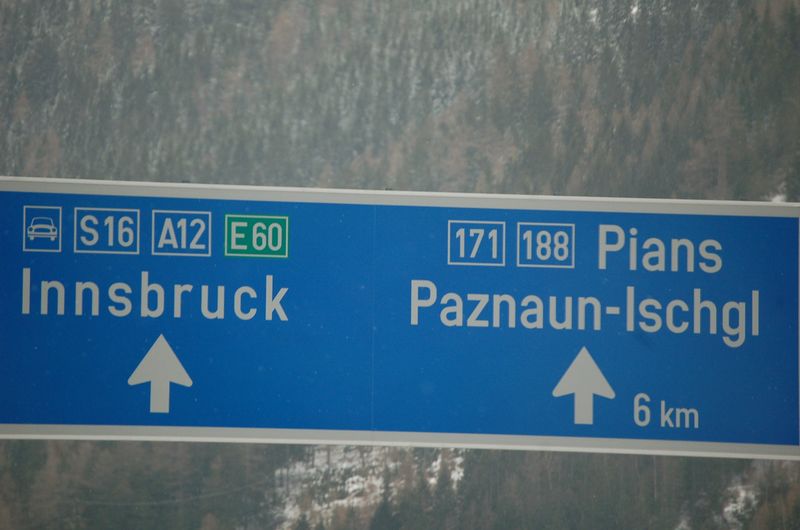 S16 A12 E60
Innsbruck
171 188 Pians
Paznaun-Ischgl
6 km